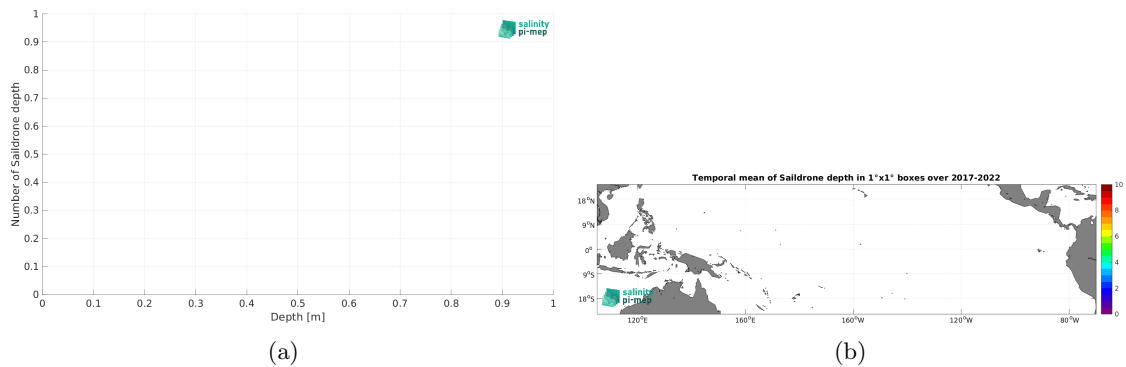 1
0.9
0.8
0.7
0.6
0.5
0.4
0.3
0.2
0.1
0
Number of Saildrone depth
0 0.1 0.2 0.3 0.4 0.5 0.6 0.7 0.8 0.9 1
Depth [m]
salinity
pi-mep
(a)
Temporal mean of Saildrone depth in 1°x1° boxes over 2017-2022
18°N
9°N
0°
9°S
18°S
120°E 160°E 160°W 120°W 80°W
salinity
pi-mep
10
8
6
4
2
0
(b)